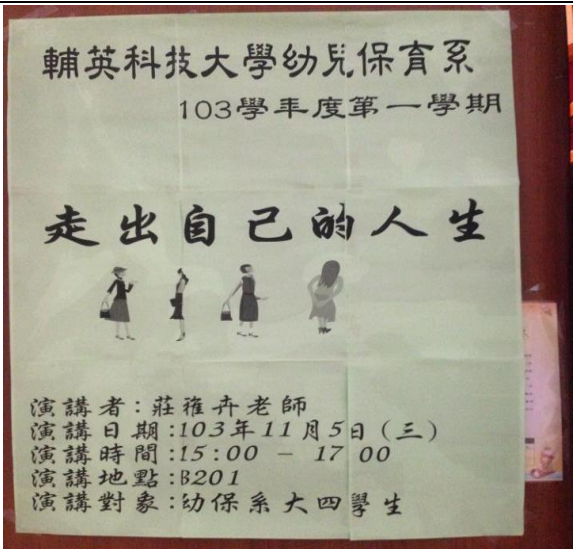 輔英科技大學幼兒保育系
103學年度第一學期
走出自己的人生
演講者:莊雅卉老師
演講日期:103年11月5日(三)
演講時間:15:00 - 17 00
演講地點:B201
演講對象:幼保系大四學生